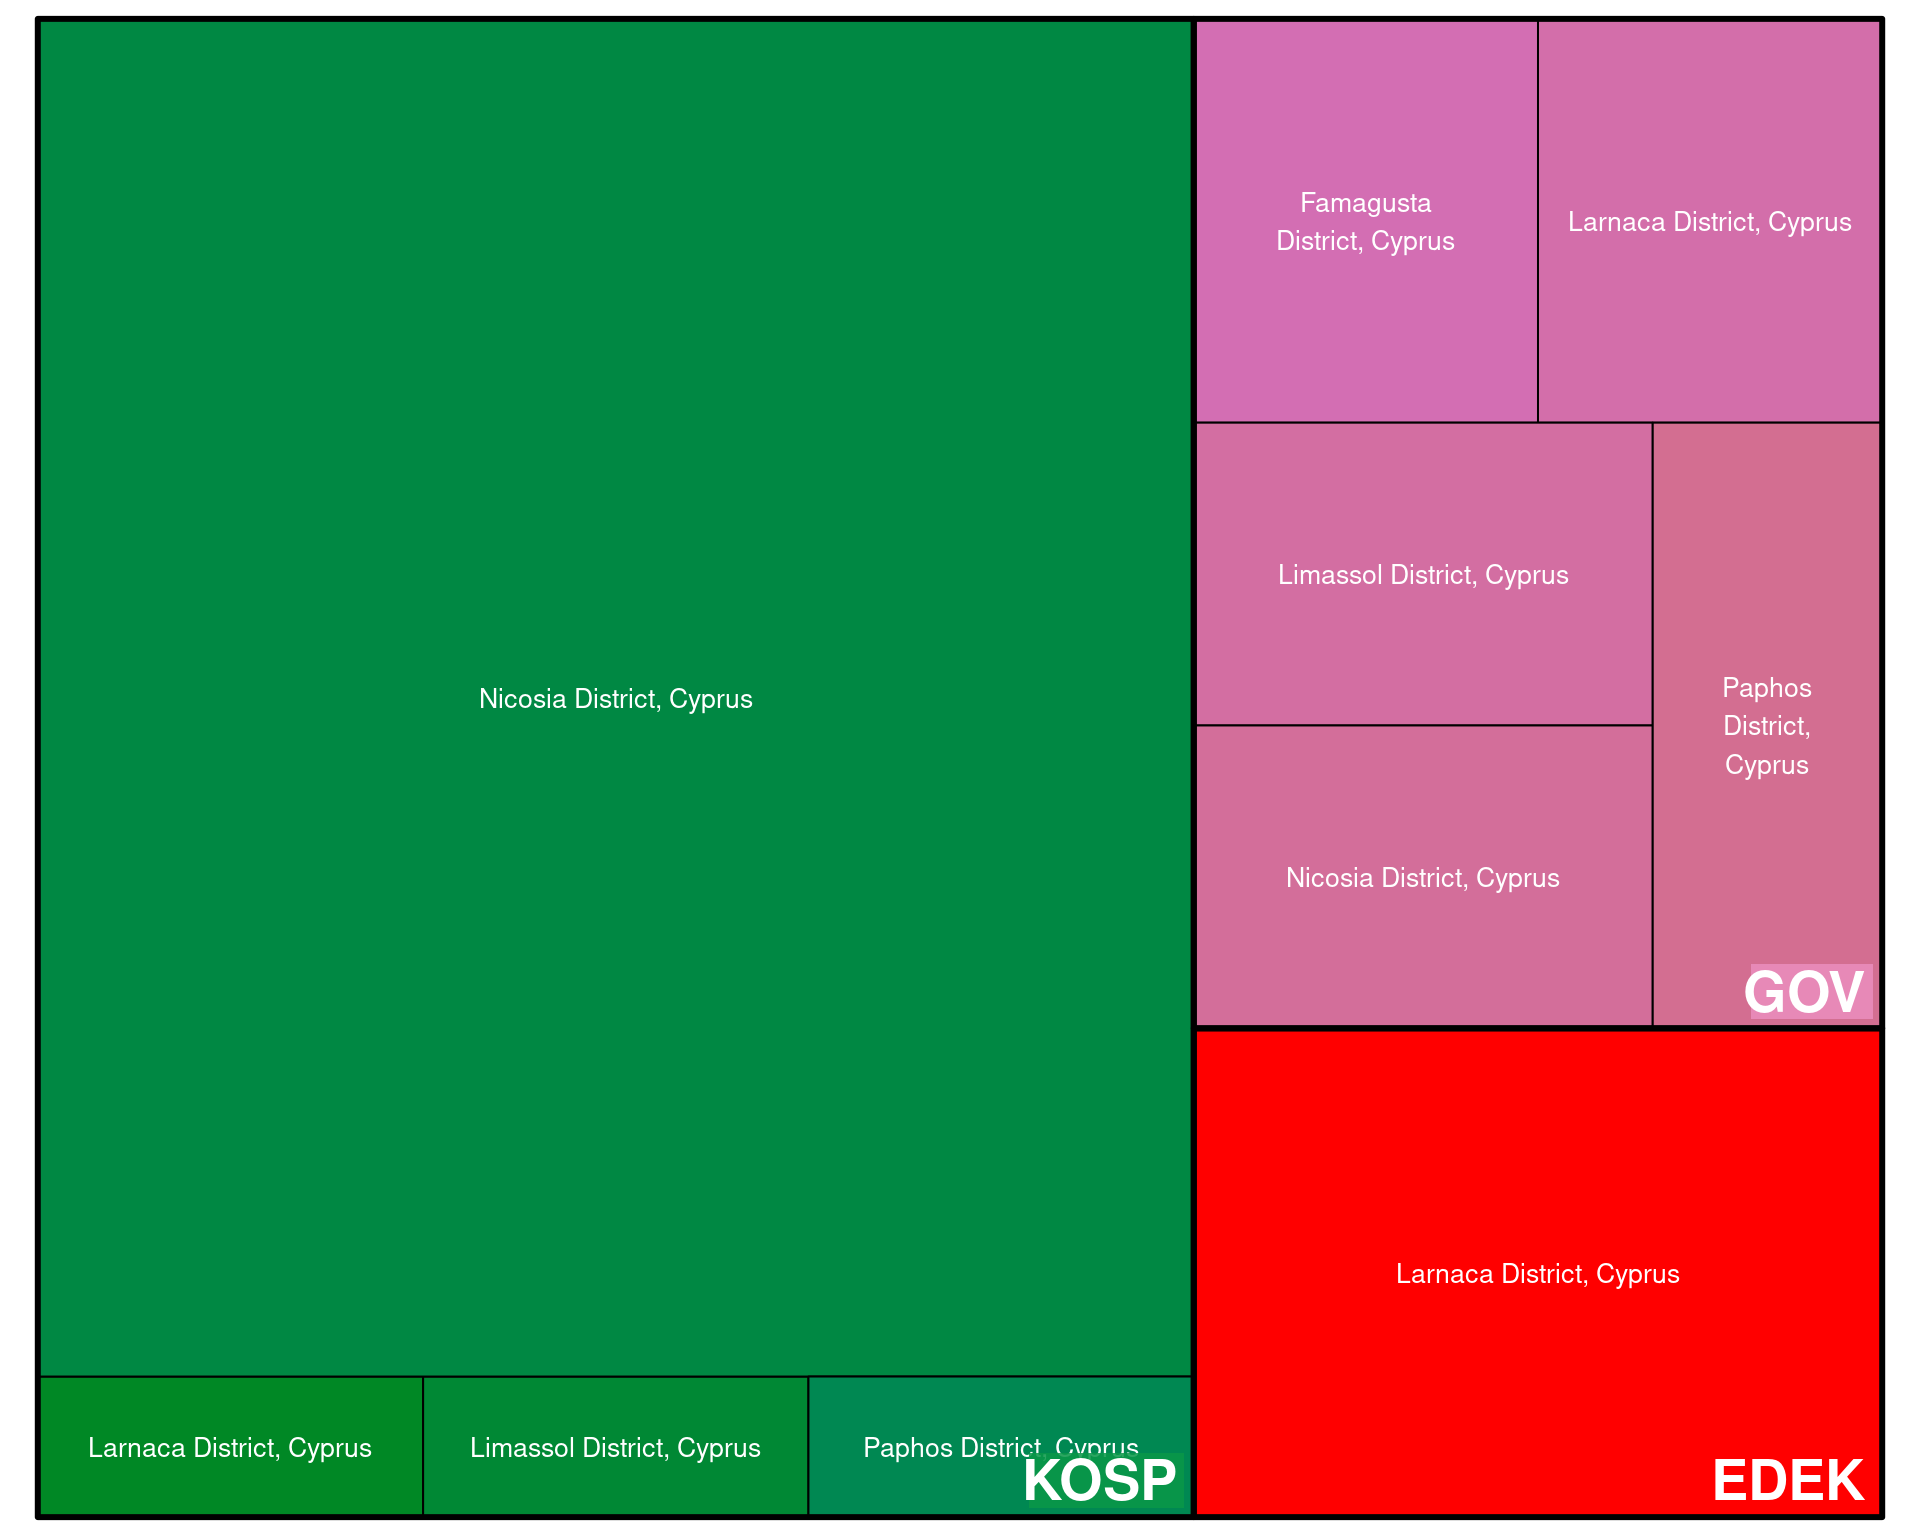 Nicosia District, Cyprus
Larnaca District, Cyprus
Limassol District, Cyprus
Paphos District, Cyprus
KOSP
Famagusta
District, Cyprus
Larnaca District, Cyprus
Limassol District, Cyprus
Nicosia District, Cyprus
Paphos
District,
Cyprus
GOV
Larnaca District, Cyprus
EDEK